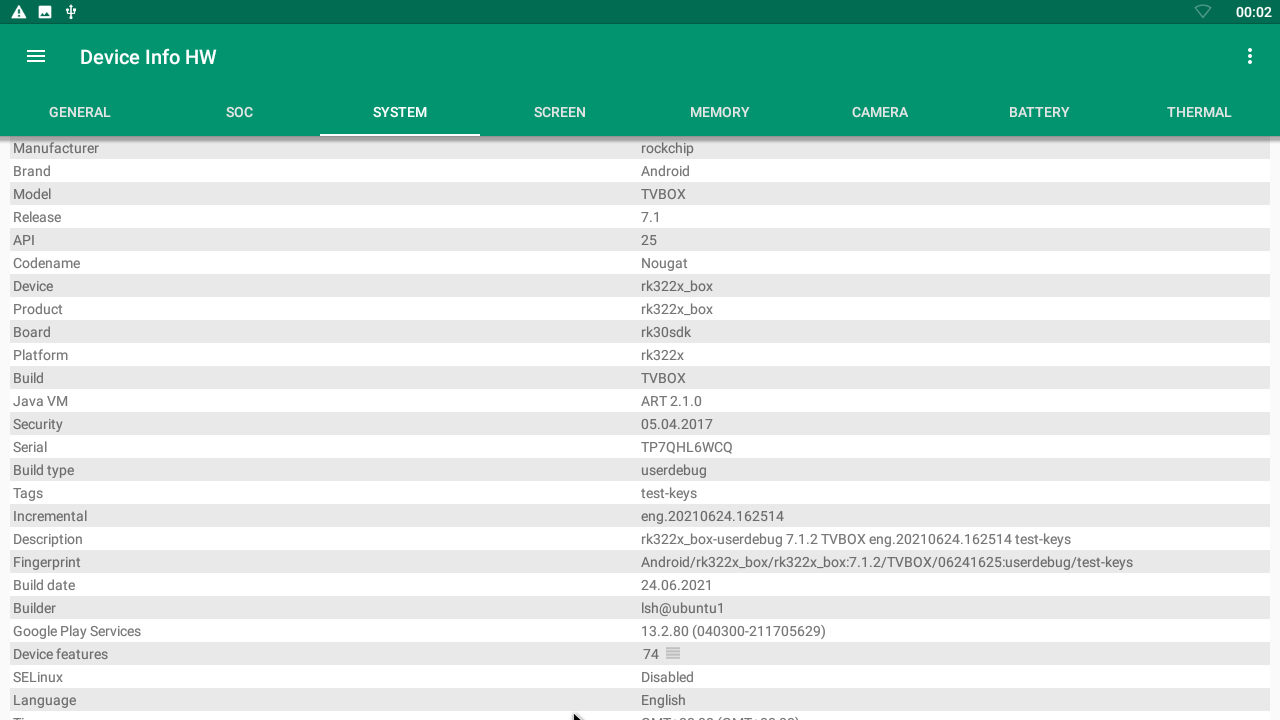 00:02
Device Info HW
GENERAL SOC SYSTEM SCREEN MEMORY CAMERA BATTERY THERMAL
Manufacturer rockchip
Brand Android
Model TVBOX
Release 7.1
API 25
Codename Nougat
Device rk322x_box
Product rk322x_box
Board rk30sdk
Platform rk322x
Build TVBOX
Java VM ART 2.1.0
Security 05.04.2017
Serial TP7QHL6WCQ
Build type userdebug
Tags test-keys
Incremental eng.20210624.162514
Description rk322x_box-userdebug 7.1.2 TVBOX eng.20210624.162514 test-keys
Fingerprint Android/rk322x_box/rk322x_box:7.1.2/TVBOX/06241625:userdebug/test-keys
Build date 24.06.2021
Builder lsh@ubuntu1
Google Play Services 13.2.80 (040300-211705629)
Device features 74
SELinux Disabled
Language English